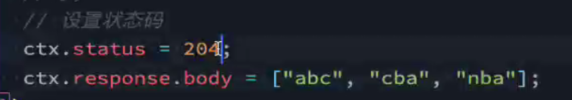 // 设置状态码
ctx.status = 204;
ctx.response.body = ["abc", "cba", "nba"];